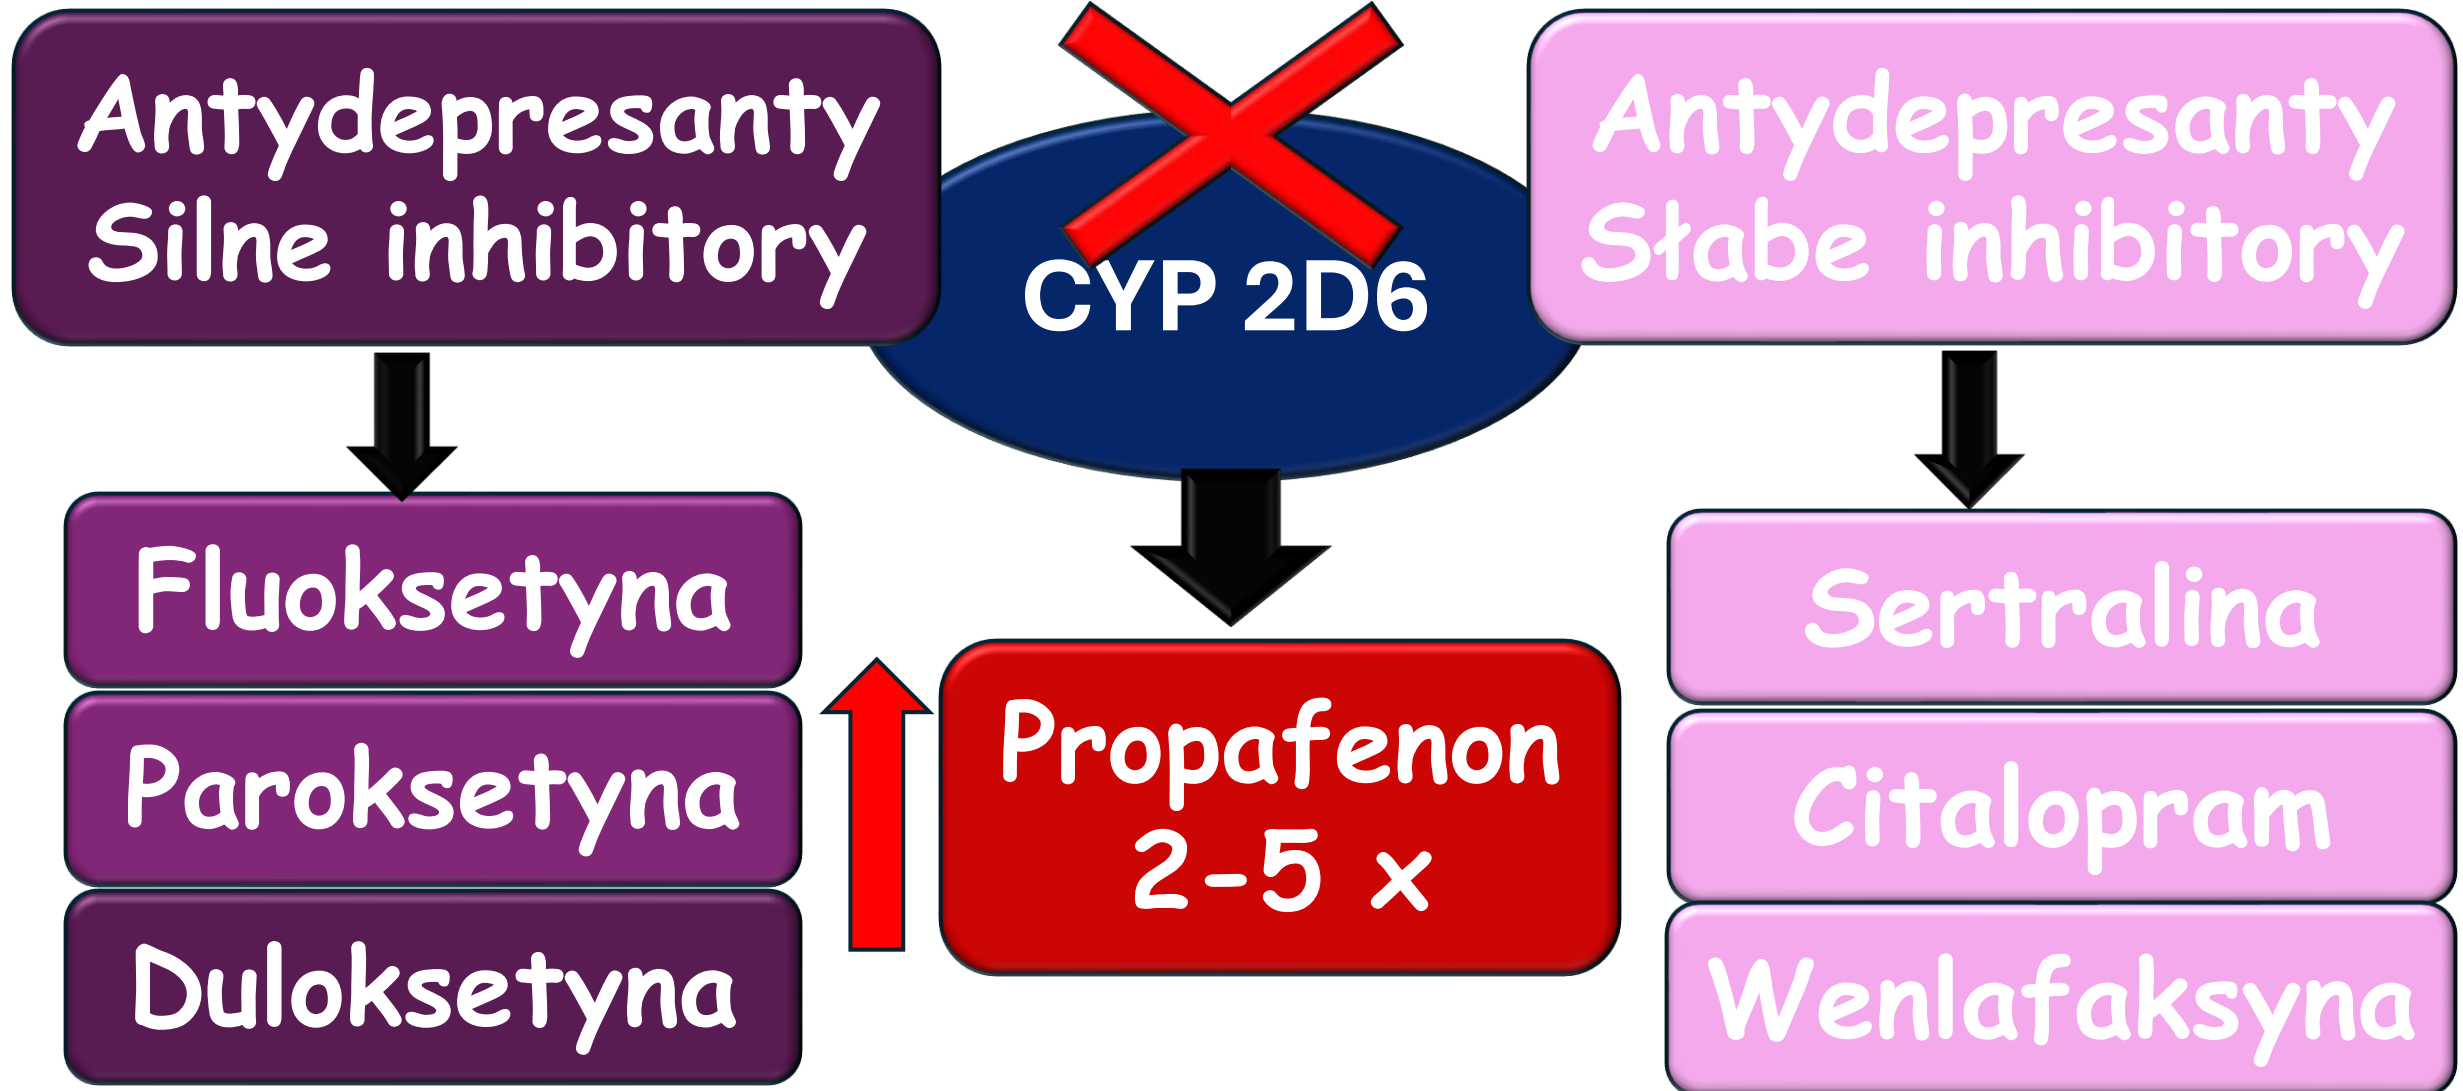 Antydepresanty
Silne inhibitory
CYP 2D6
Antydepresanty
Słabe inhibitory
Fluoksetyna
Paroksetyna
Duloksetyna
Propafenon
2-5 x
Sertralina
Citalopram
Wenlafaksyna